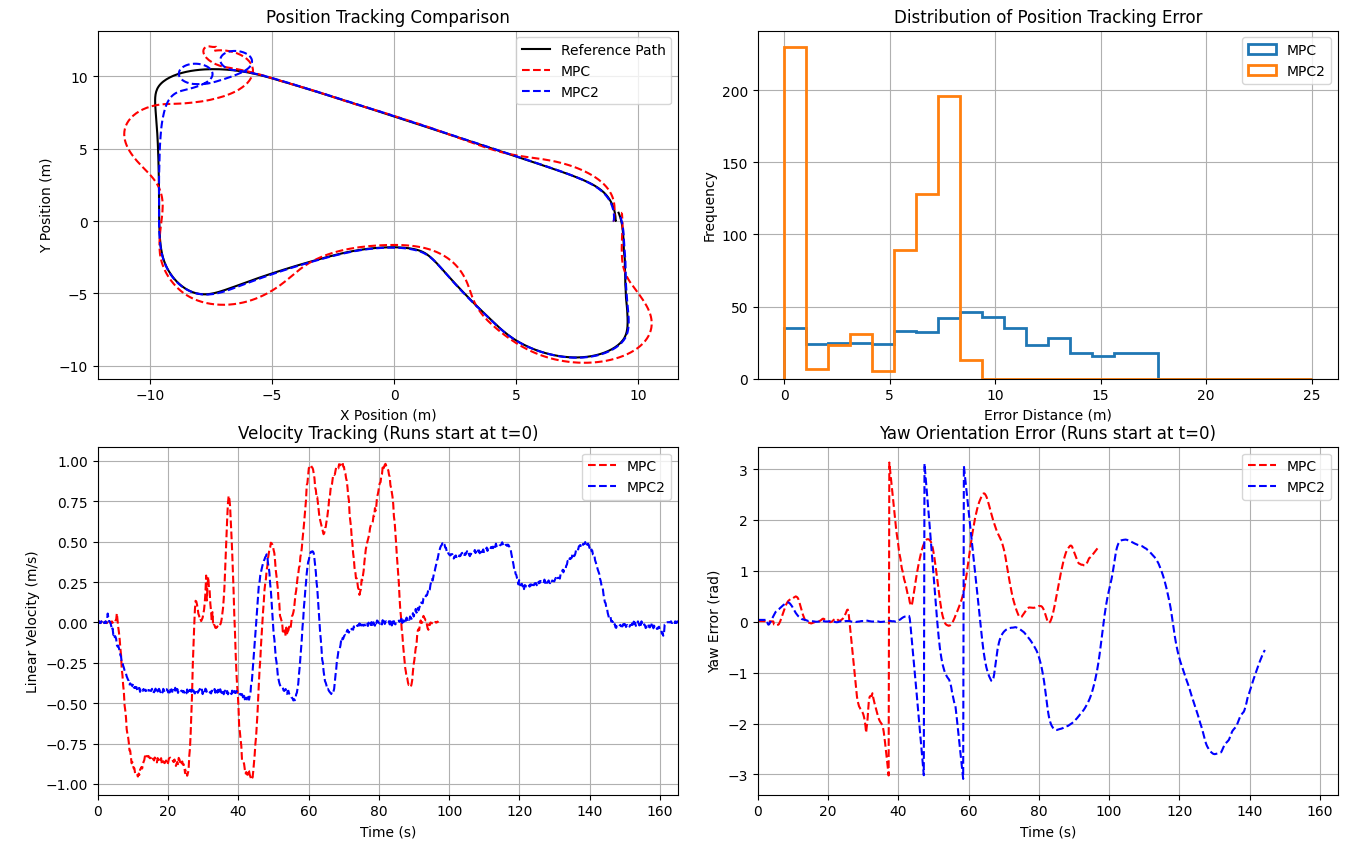 Position Tracking Comparison
Reference Path
MPC
MPC2
10
5
0
−5
−10
Y Position (m)
−10
−5
0
5
10
X Position (m)
Distribution of Position Tracking Error
MPC
MPC2
200
150
100
50
0
Frequency
0
5
10
15
20
25
Error Distance (m)
Velocity Tracking (Runs start at t=0)
MPC
MPC2
1.00
0.75
0.50
0.25
0.00
−0.25
−0.50
−0.75
−1.00
Linear Velocity (m/s)
0
20
40
60
80
100
120
140
160
Time (s)
Yaw Orientation Error (Runs start at t=0)
MPC
MPC2
3
2
1
0
−1
−2
−3
Yaw Error (rad)
0
20
40
60
80
100
120
140
160
Time (s)